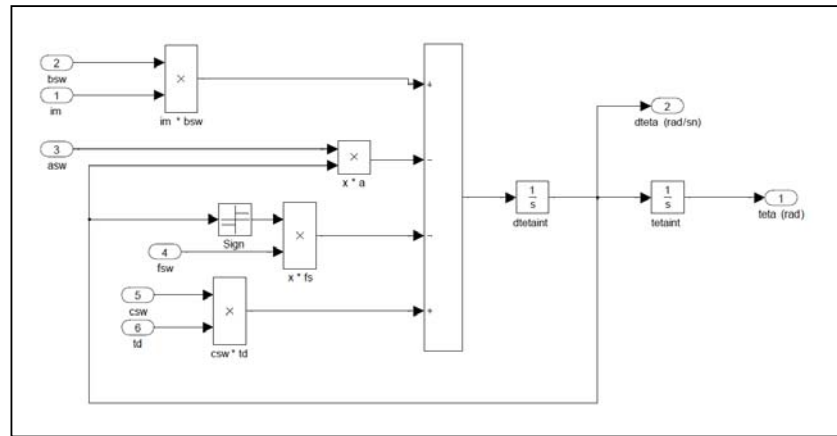 2
bsw
1
im
×
im * bsw
3
asw
×
x * a
Sign
4
fsw
×
x * fs
5
csw
6
td
×
csw * td
+
−
−
+
1
s
dtetaint
1
s
tetaint
2
dteta (rad/sn)
1
teta (rad)